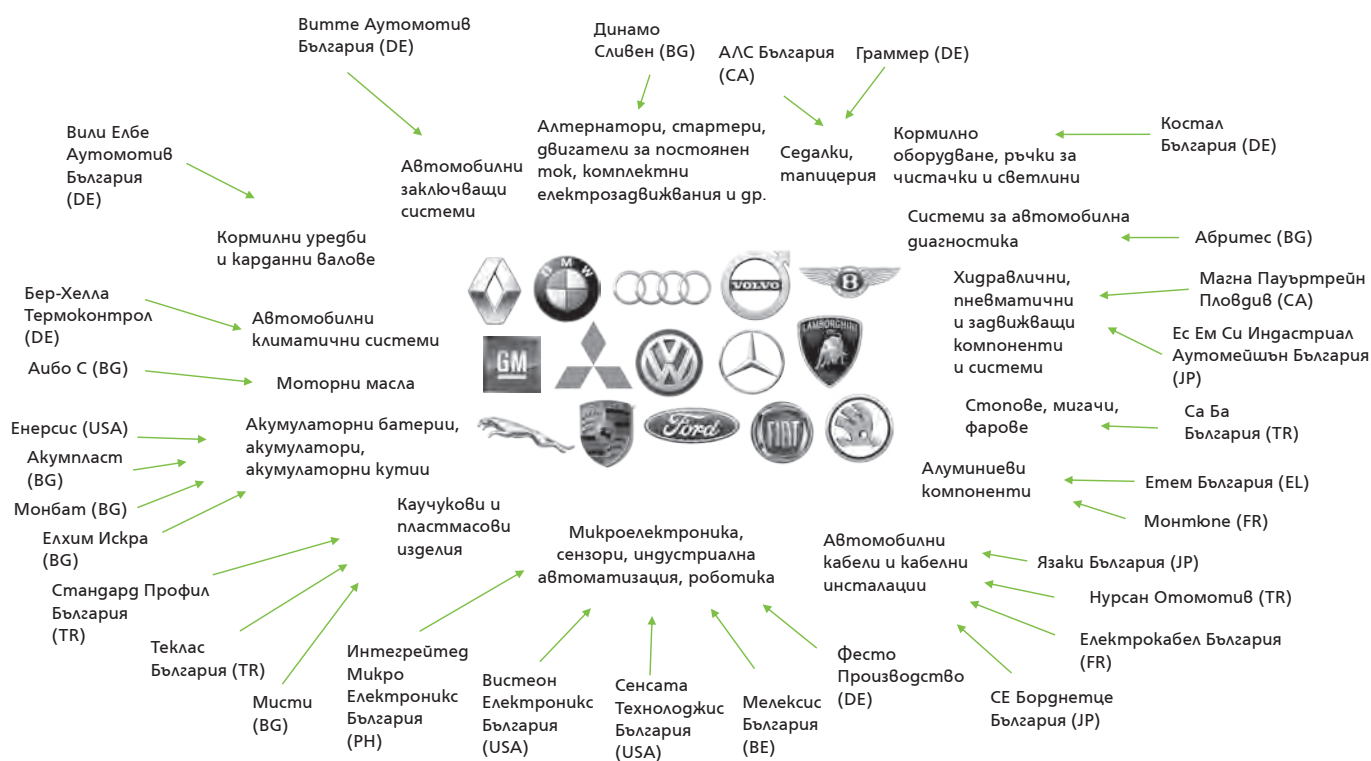 Витте Аутомотив
България (DE)
Динамо
Сливен (BG)
АЛС България
(CA)
Граммер (DE)
Вили Елбе
Аутомотив
България
(DE)
Автомобилни
заключващи
системи
Алтернатори, стартери,
двигатели за постоянен
ток, комплектни
електрозадвижвания и др.
Седалки,
тапицерия
Кормилно
оборудване, ръчки за
чистачки и светлини
Костал
България (DE)
Кормилни уредби
и карданни валове
Системи за автомобилна
диагностика
Абритес (BG)
Бер-Хелла
Термоконтрол
(DE)
Автомобилни
климатични системи
BMW
VOLVO
B
LAMBORGHINI
Хидравлични,
пневматични
и задвижващи
компоненти
и системи
Магна Пауъртрейн
Пловдив (CA)
Ес Ем Си Индастриал
Аутомейшън България
(JP)
Аибо С (BG)
Моторни масла
GM
VW
Ford
FIAT
Стопове, мигачи,
фарове
Са Ба
България (TR)
Енерсис (USA)
Акумпласт
(BG)
Монбат (BG)
Елхим Искра
(BG)
Акумулаторни батерии,
акумулатори,
акумулаторни кутии
Алуминиеви
компоненти
Етем България (EL)
Монтюпе (FR)
Каучукови и
пластмасови
изделия
Стандард Профил
България
(TR)
Теклас
България (TR)
Мисти
(BG)
Микроелектроника,
сензори, индустриална
автоматизация, роботика
Интегрейтед
Микро
Електроникс
България
(PH)
Вистеон
Електроникс
България
(USA)
Сенсата
Технолоджис
България
(USA)
Мелексис
България
(BE)
Фесто
Производство
(DE)
Автомобилни
кабели и кабелни
инсталации
Язаки България (JP)
Нурсан Отомотив (TR)
Електрокабел България
(FR)
СЕ Борднетце
България (JP)